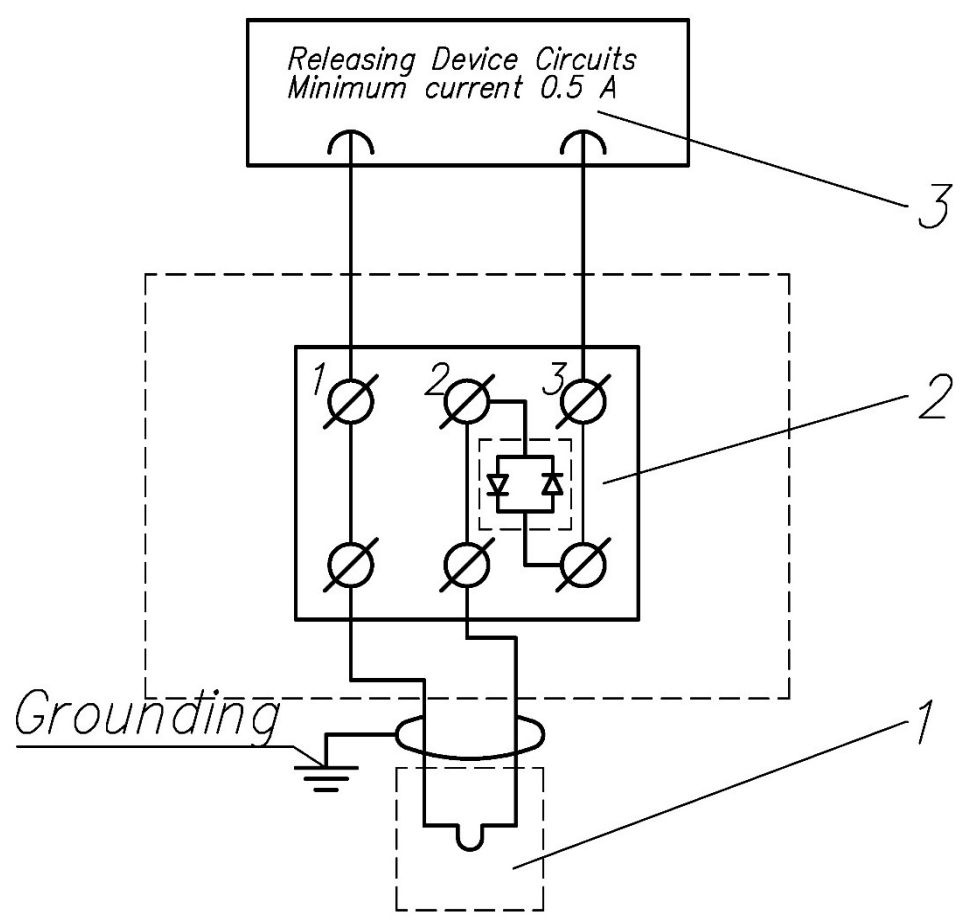 Releasing Device Circuits
Minimum current 0.5 A
3
1 2 3
2
Grounding
1